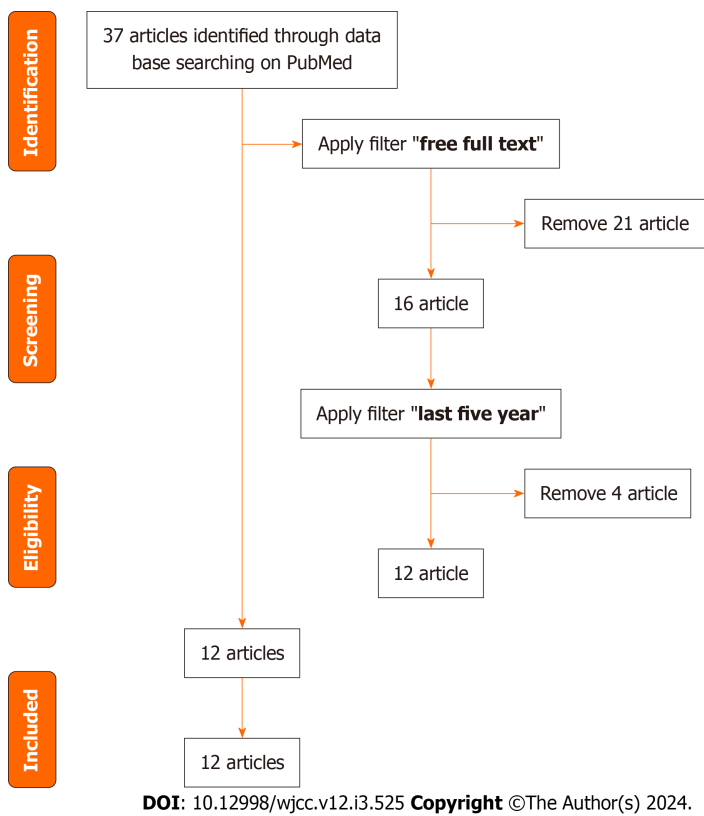 Identification
37 articles identified through data
base searching on PubMed
Apply filter "free full text"
Remove 21 article
Screening
16 article
Apply filter "last five year"
Eligibility
Remove 4 article
12 article
12 articles
Included
12 articles
DOI: 10.12998/wjcc.v12.i3.525 Copyright ©The Author(s) 2024.